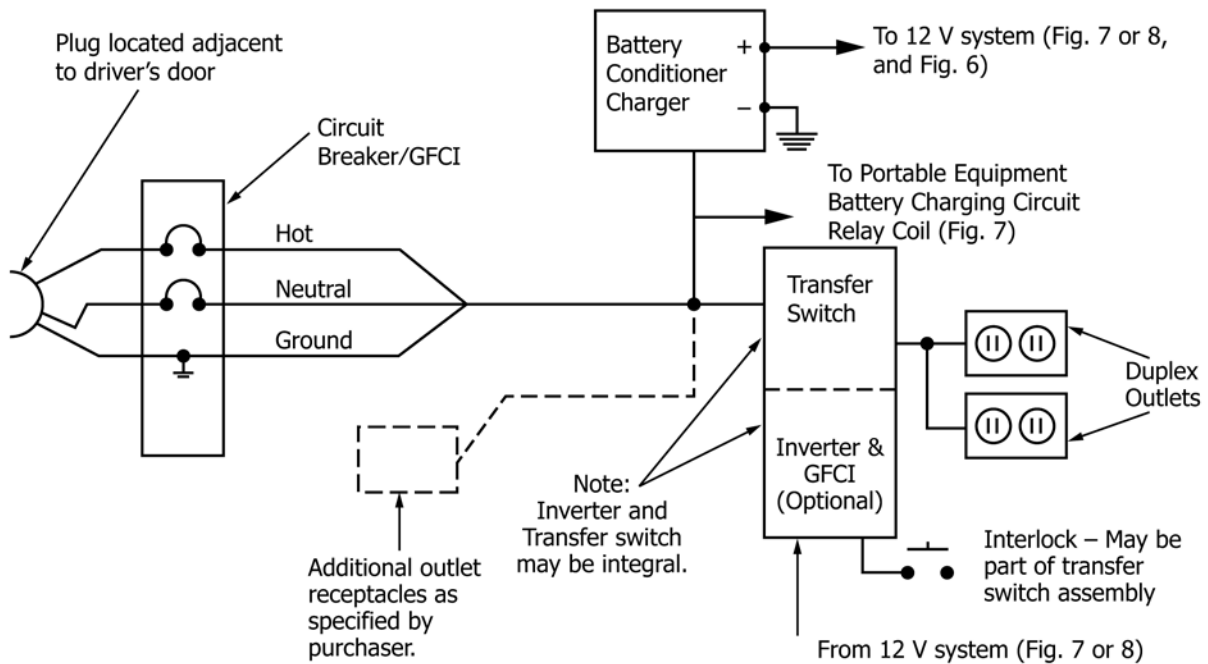 Plug located adjacent
to driver's door
Circuit
Breaker/GFCI
Hot
Neutral
Ground
Battery
Conditioner
Charger
+
–
To 12 V system (Fig. 7 or 8,
and Fig. 6)
To Portable Equipment
Battery Charging Circuit
Relay Coil (Fig. 7)
Transfer
Switch
Inverter &
GFCI
(Optional)
Duplex
Outlets
Note:
Inverter and
Transfer switch
may be integral.
Additional outlet
receptacles as
specified by
purchaser.
Interlock – May be
part of transfer
switch assembly
From 12 V system (Fig. 7 or 8)